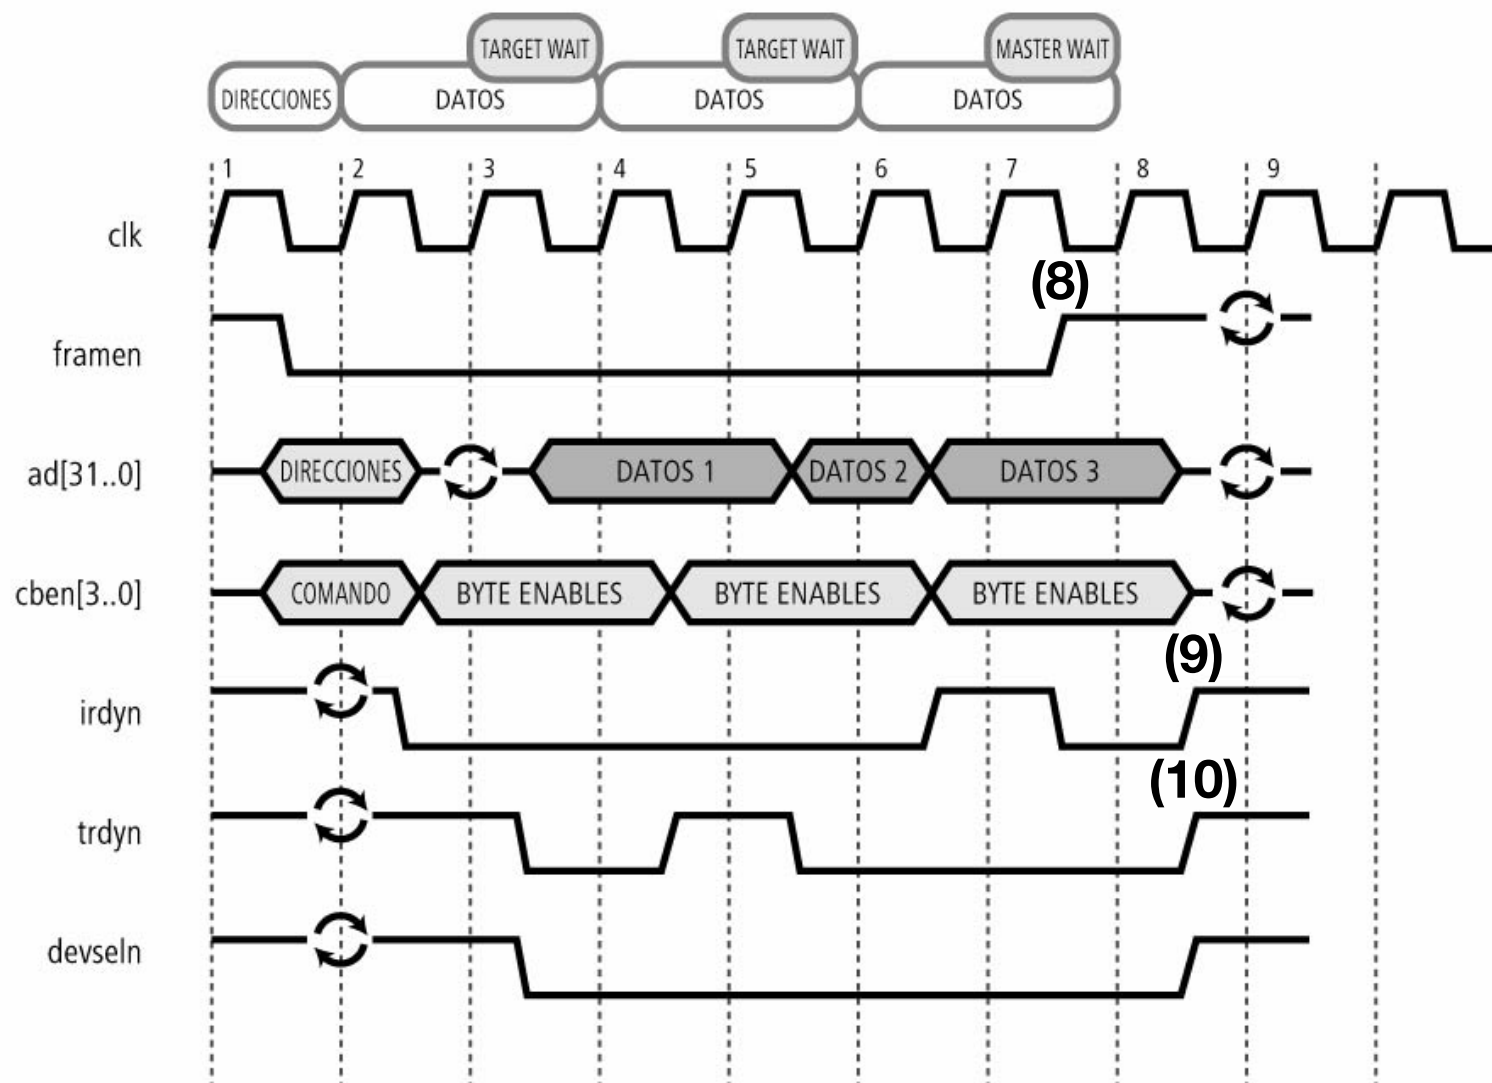 TARGET WAIT TARGET WAIT MASTER WAIT
DIRECCIONES DATOS DATOS DATOS
1 2 3 4 5 6 7 8 9
clk
(8)
framen
ad[31..0] DIRECCIONES DATOS 1 DATOS 2 DATOS 3
cben[3..0] COMANDO BYTE ENABLES BYTE ENABLES BYTE ENABLES
(9)
irdyn
(10)
trdyn
devseln